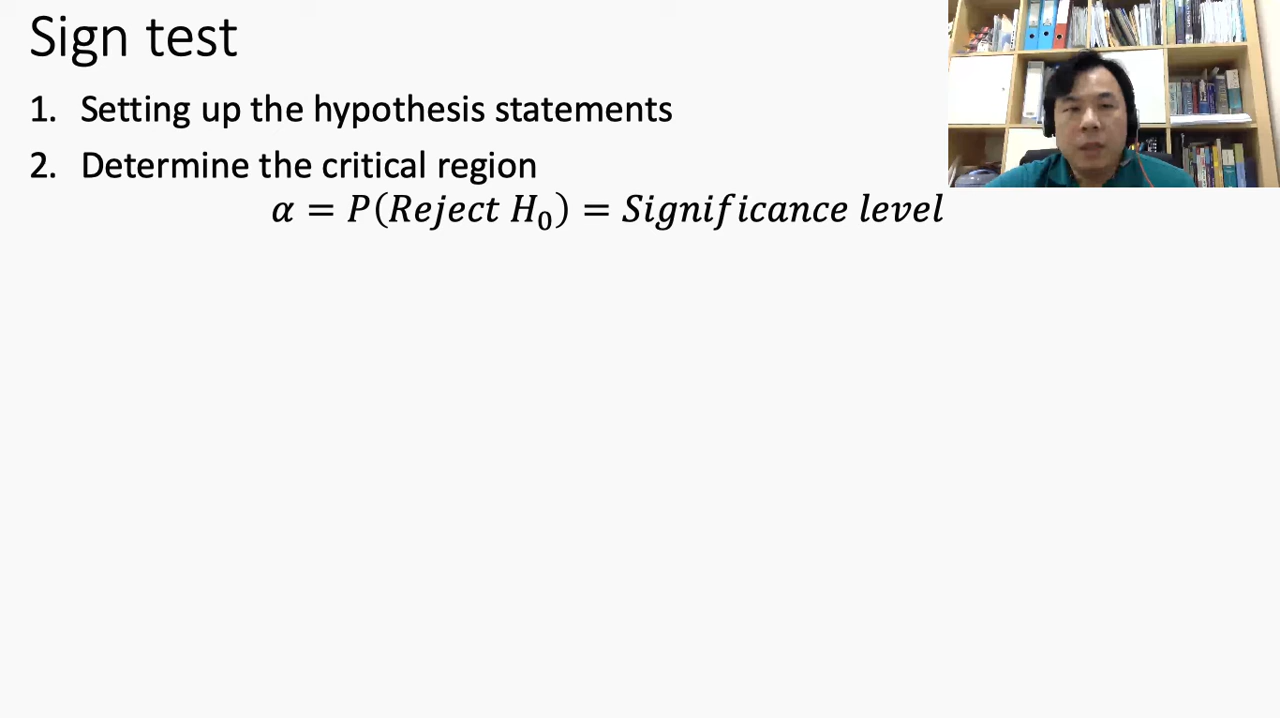 Sign test
1. Setting up the hypothesis statements
2. Determine the critical region
α = P(Reject H₀) = Significance level